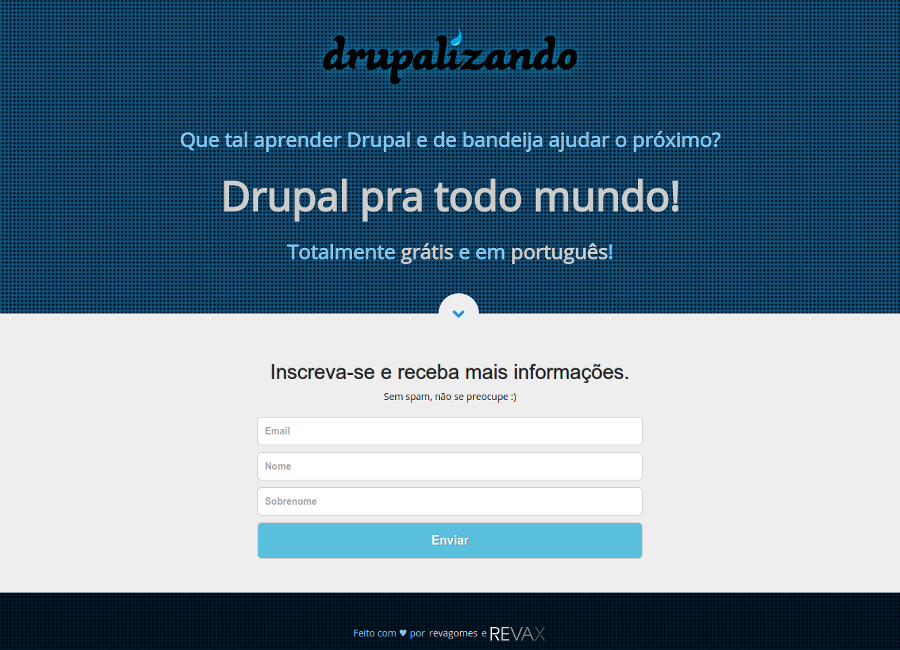 drupalizando
Que tal aprender Drupal e de bandeija ajudar o próximo?
Drupal pra todo mundo!
Totalmente grátis e em português!
Inscreva-se e receba mais informações.
Sem spam, não se preocupe :)
Email
Nome
Sobrenome
Enviar
Feito com ♥ por revagomes e REVAX